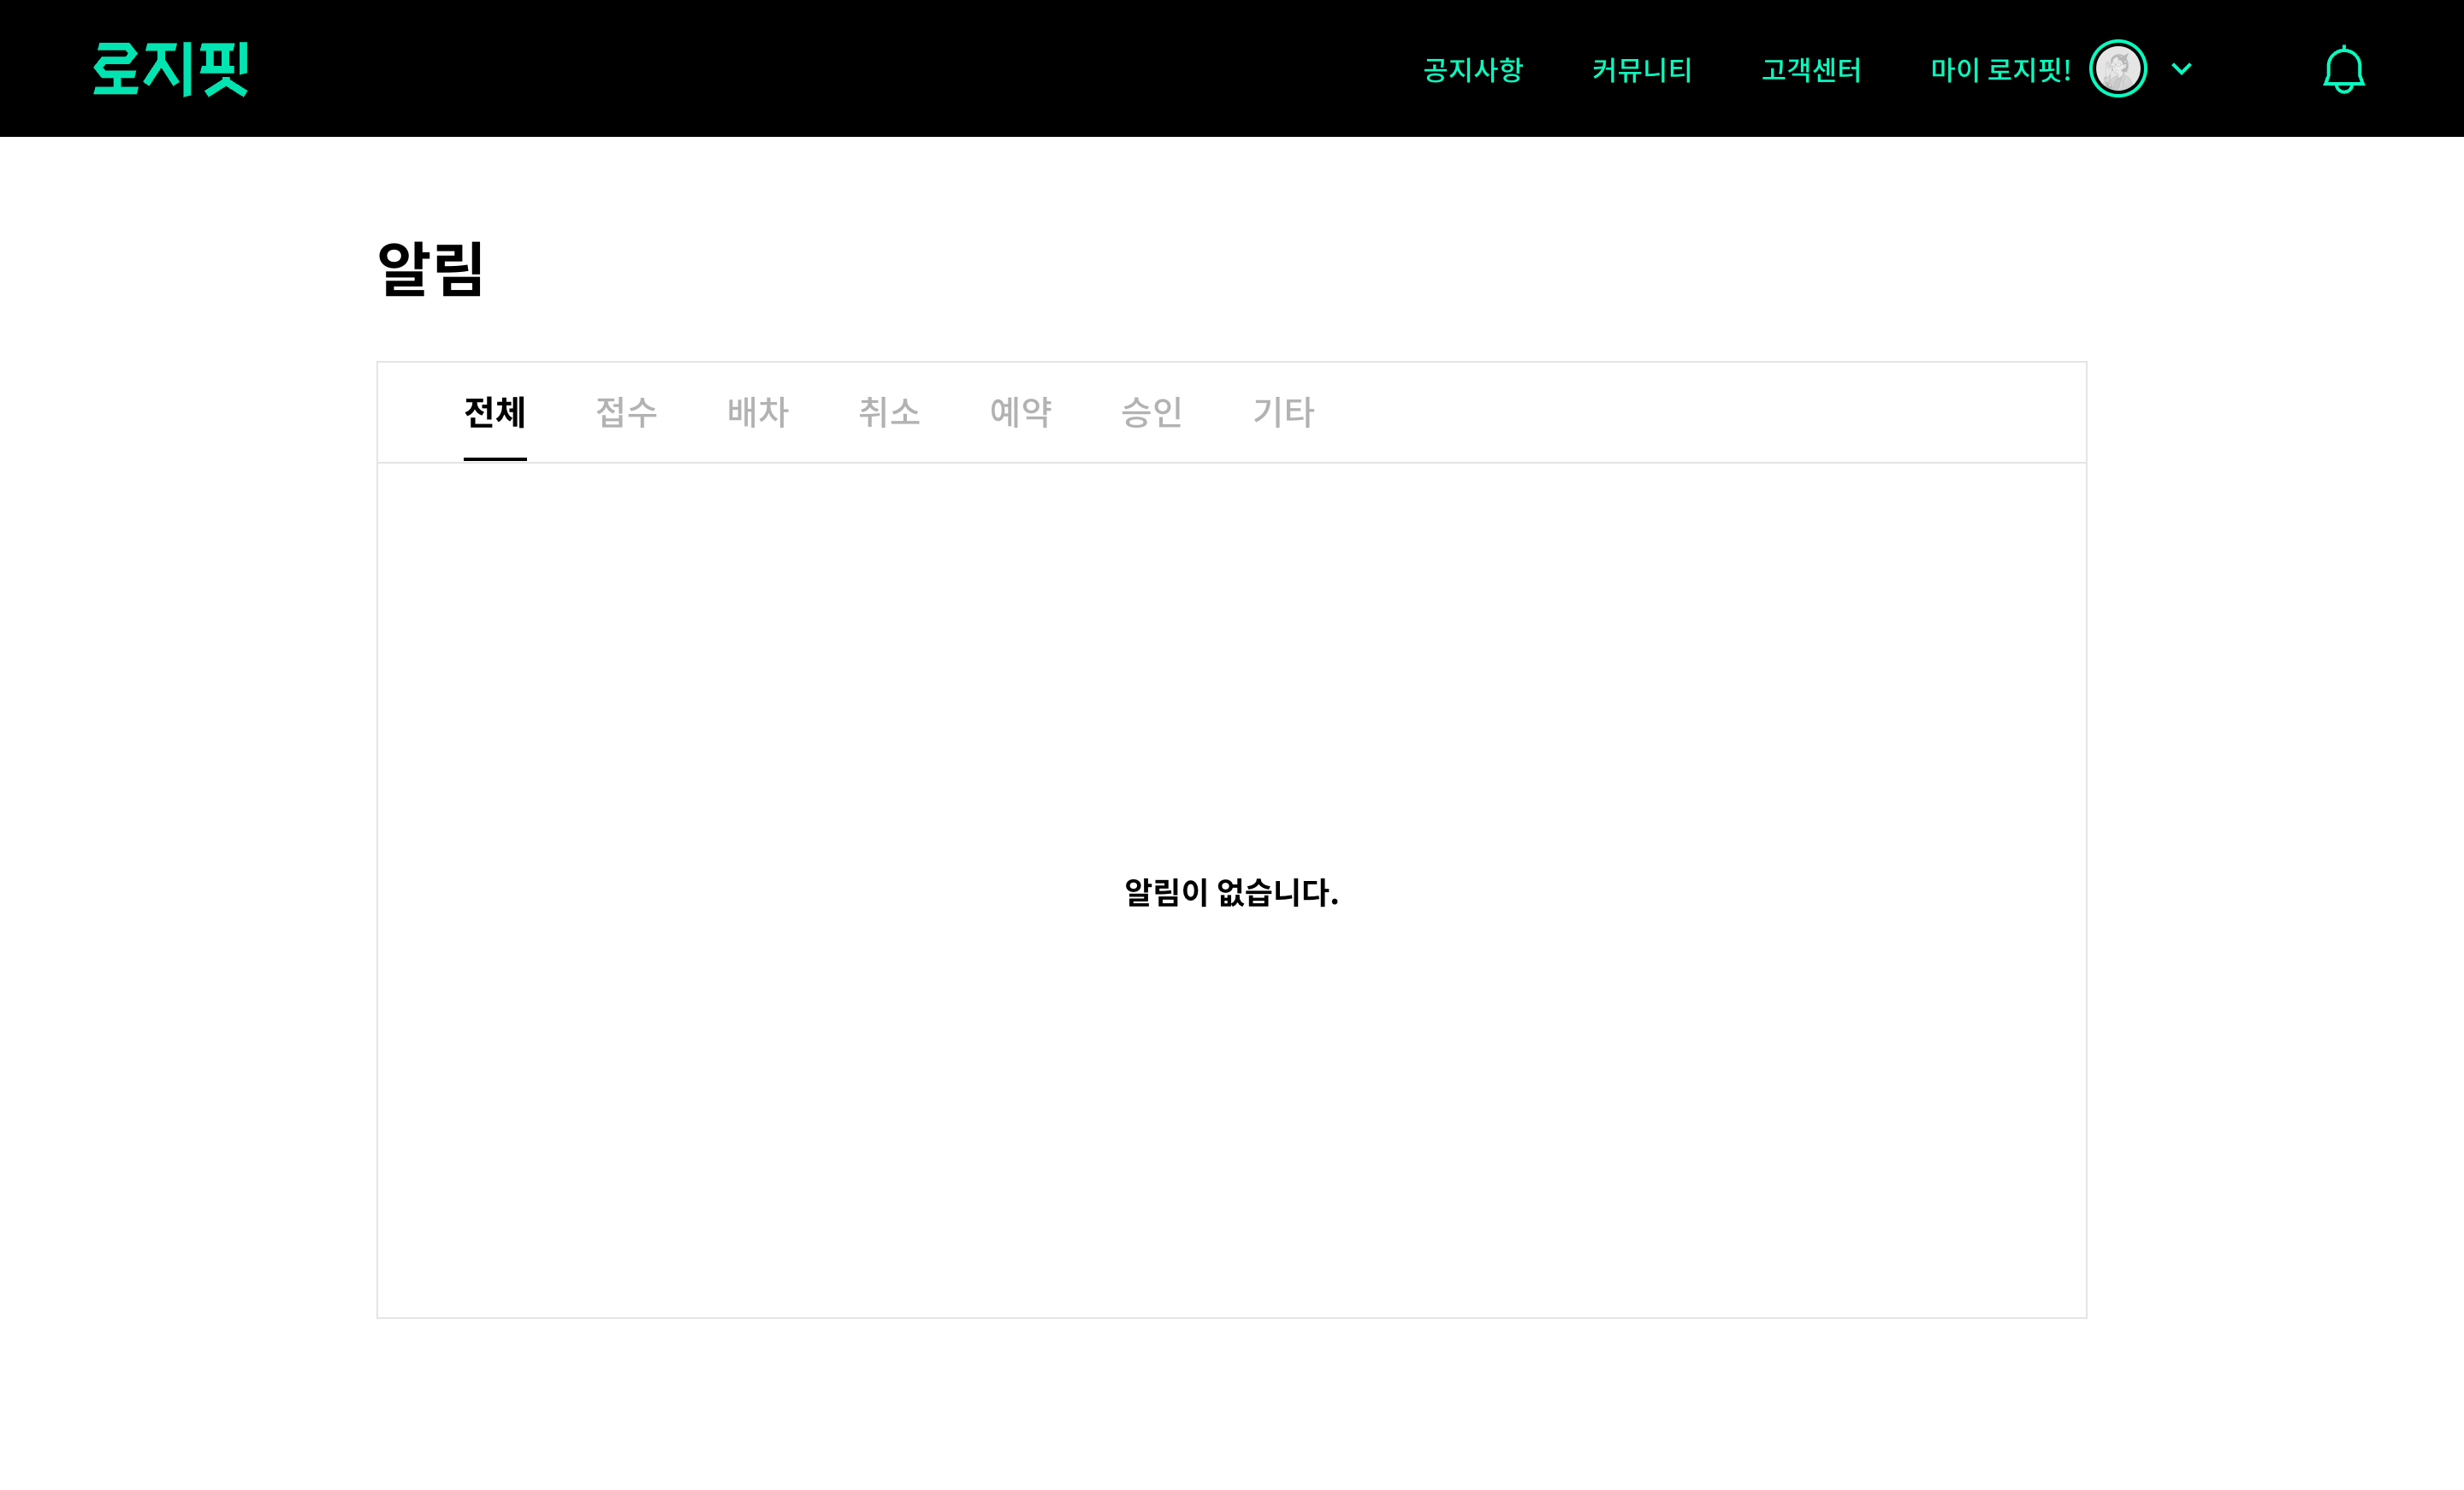 로지핏 공지사항 커뮤니티 고객센터 마이 로지핏!
알림
전체 접수 배차 취소 예약 승인 기타
알림이 없습니다.